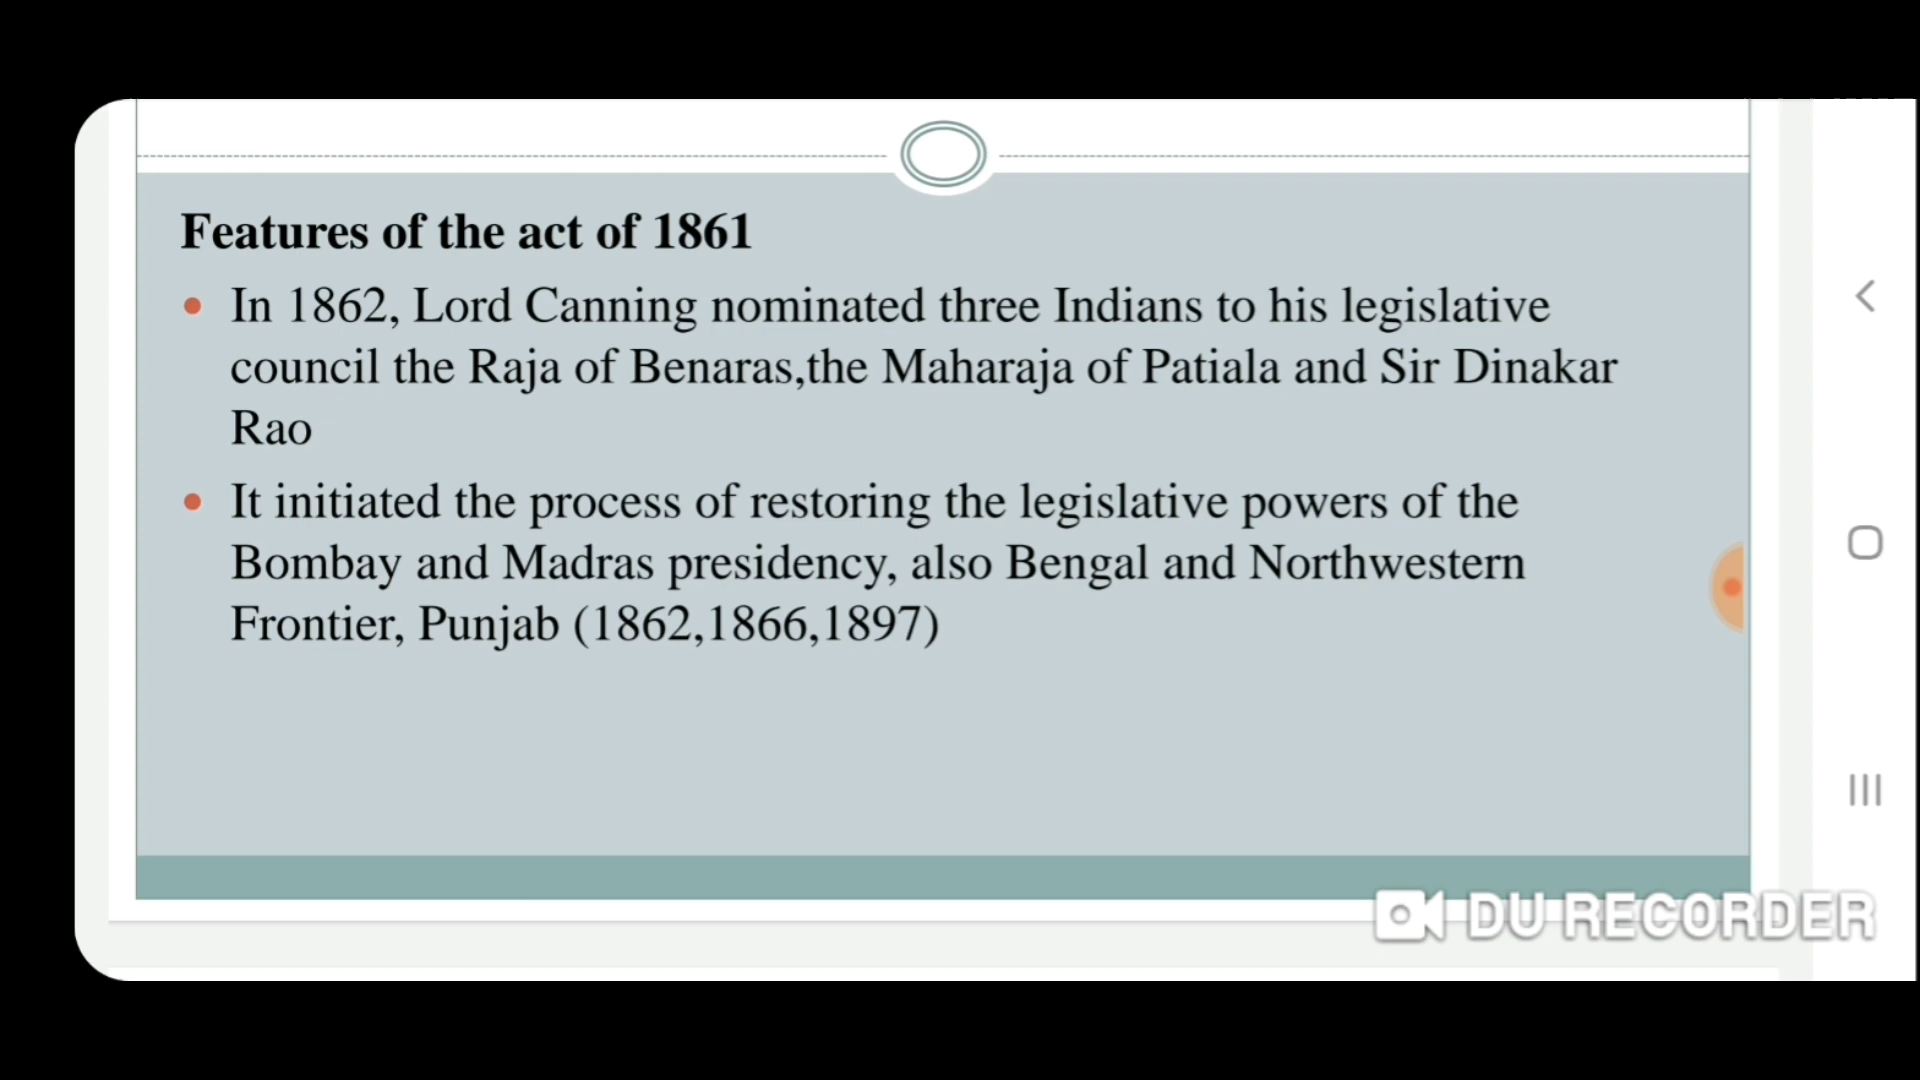 Features of the act of 1861
• In 1862, Lord Canning nominated three Indians to his legislative
council the Raja of Benaras,the Maharaja of Patiala and Sir Dinakar
Rao
• It initiated the process of restoring the legislative powers of the
Bombay and Madras presidency, also Bengal and Northwestern
Frontier, Punjab (1862,1866,1897)
DU RECORDER